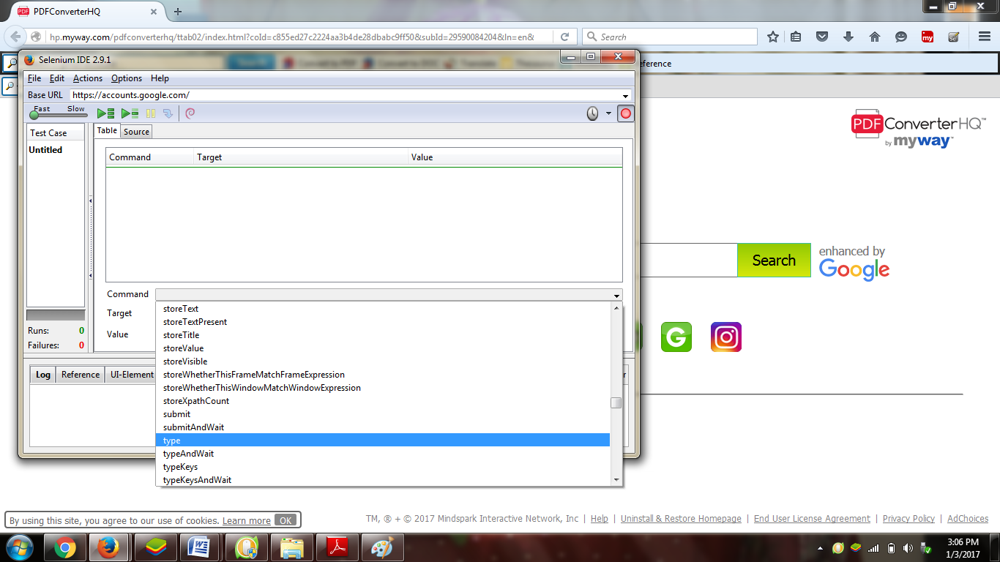 PDFConverterHQ
hp.myway.com/pdfconverterhq/ttab02/index.html?coId=c855ed27c2224aa3b4de28dbabc9ff50&subId=29590084204&ln=en&
Search
my
Selenium IDE 2.9.1
File Edit Actions Options Help
Base URL https://accounts.google.com/
Fast Slow
Test Case
Untitled
Table Source
Command Target Value
Command
Target
Value
storeText
storeTextPresent
storeTitle
storeValue
storeVisible
storeWhetherThisFrameMatchFrameExpression
storeWhetherThisWindowMatchWindowExpression
storeXpathCount
submit
submitAndWait
type
typeAndWait
typeKeys
typeKeysAndWait
Runs: 0
Failures: 0
Log Reference UI-Element
PDF ConverterHQ™
by myway™
Search
enhanced by
Google
G
By using this site, you agree to our use of cookies. Learn more OK
TM, ® + © 2017 Mindspark Interactive Network, Inc | Help | Uninstall & Restore Homepage | End User License Agreement | Privacy Policy | AdChoices
3:06 PM
1/3/2017